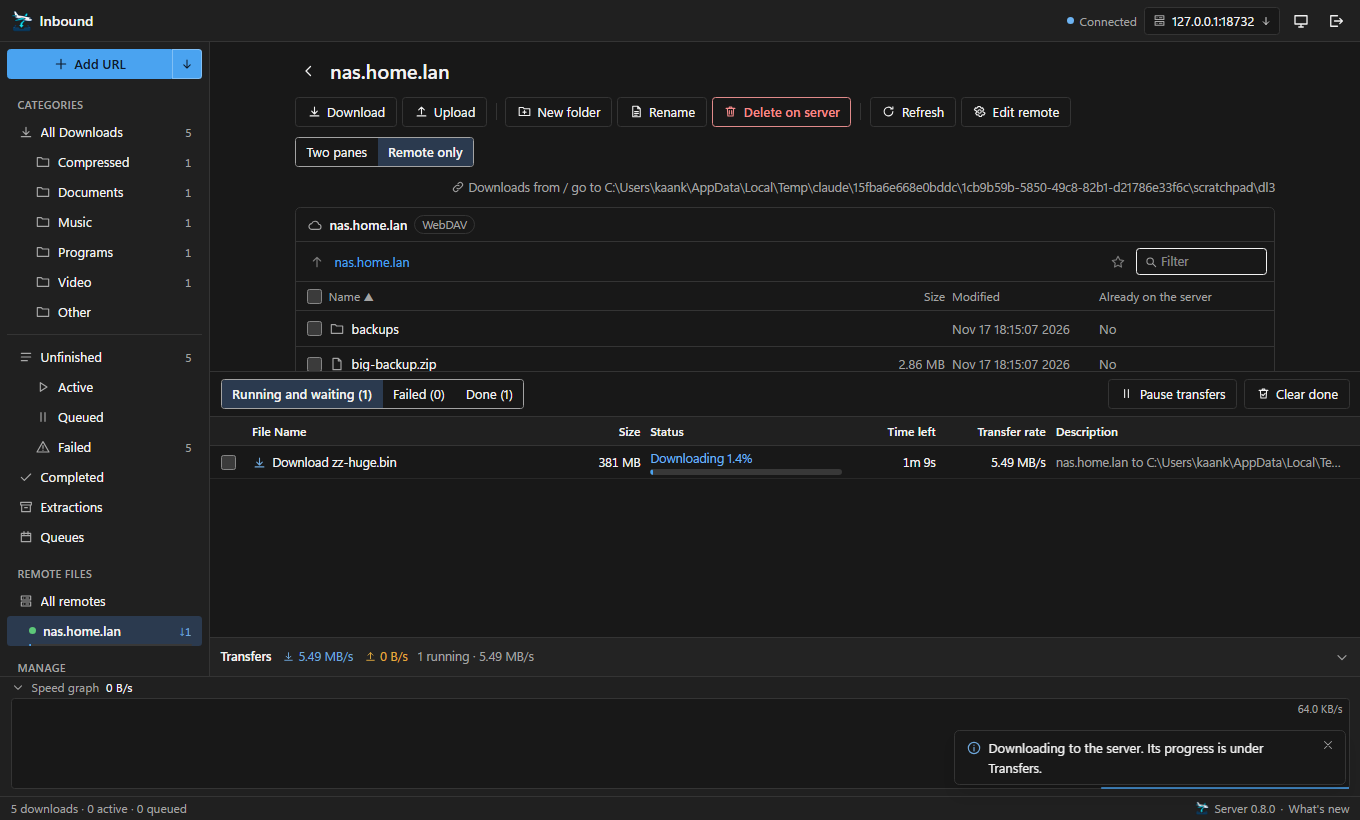 Inbound
Connected
127.0.0.1:18732
Add URL
CATEGORIES
All Downloads 5
Compressed 1
Documents 1
Music 1
Programs 1
Video 1
Other
Unfinished 5
Active
Queued
Failed 5
Completed
Extractions
Queues
REMOTE FILES
All remotes
nas.home.lan ↓1
MANAGE
nas.home.lan
Download Upload New folder Rename Delete on server Refresh Edit remote
Two panes Remote only
Downloads from / go to C:\Users\kaank\AppData\Local\Temp\claude\15fba6e668e0bddc\1cb9b59b-5850-49c8-82b1-d21786e33f6c\scratchpad\dl3
nas.home.lan WebDAV
nas.home.lan Filter
Name Size Modified Already on the server
backups Nov 17 18:15:07 2026 No
big-backup.zip 2.86 MB Nov 17 18:15:07 2026 No
Running and waiting (1) Failed (0) Done (1) Pause transfers Clear done
File Name Size Status Time left Transfer rate Description
Download zz-huge.bin 381 MB Downloading 1.4% 1m 9s 5.49 MB/s nas.home.lan to C:\Users\kaank\AppData\Local\Te...
Transfers 5.49 MB/s 0 B/s 1 running · 5.49 MB/s
Speed graph 0 B/s
64.0 KB/s
Downloading to the server. Its progress is under
Transfers.
5 downloads · 0 active · 0 queued
Server 0.8.0 · What's new